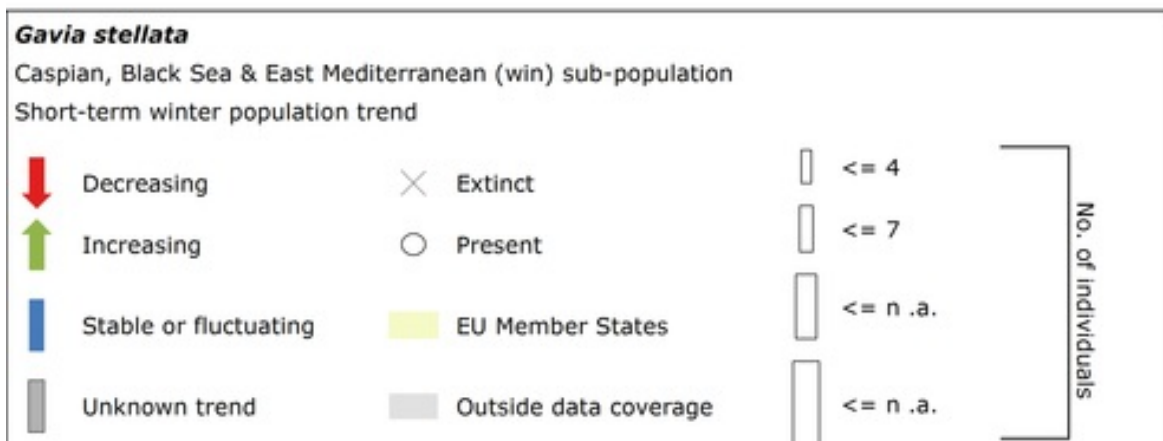 Gavia stellata
Caspian, Black Sea & East Mediterranean (win) sub-population
Short-term winter population trend
Decreasing
Extinct
<= 4
Increasing
Present
<= 7
Stable or fluctuating
EU Member States
<= n .a.
Unknown trend
Outside data coverage
<= n .a.
No. of individuals